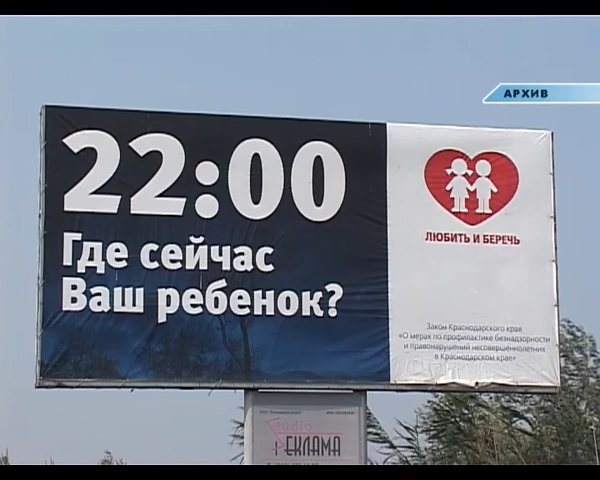 АРХИВ
22:00
Где сейчас
Ваш ребенок?
ЛЮБИТЬ И БЕРЕЧЬ
Закон Краснодарского края
«О мерах по профилактике безнадзорности
и правонарушений несовершеннолетних
в Краснодарском крае»
Studio
РЕКЛАМА